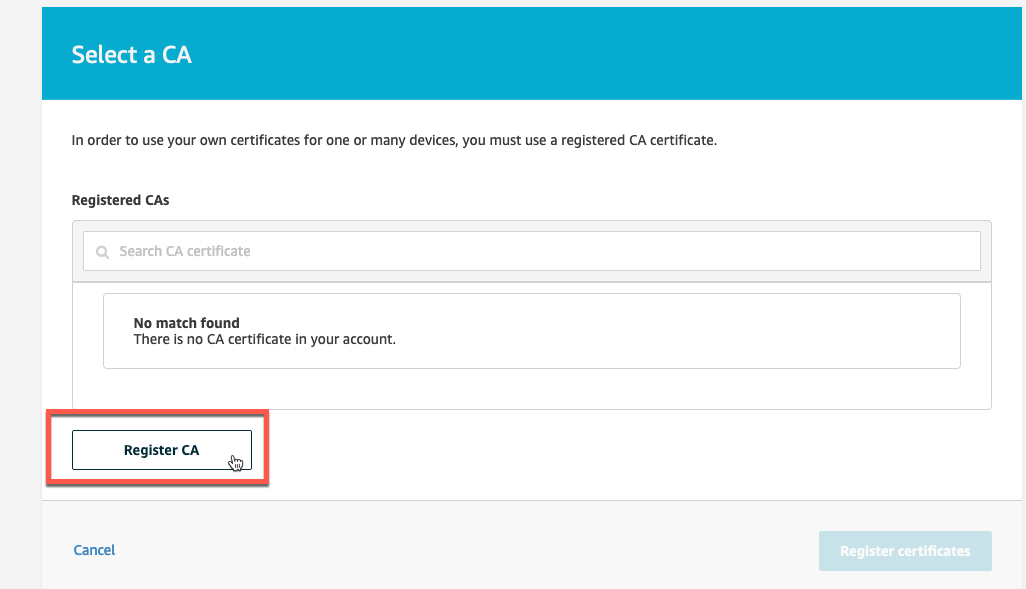 Select a CA
In order to use your own certificates for one or many devices, you must use a registered CA certificate.
Registered CAs
Search CA certificate
No match found
There is no CA certificate in your account.
Register CA
Cancel
Register certificates